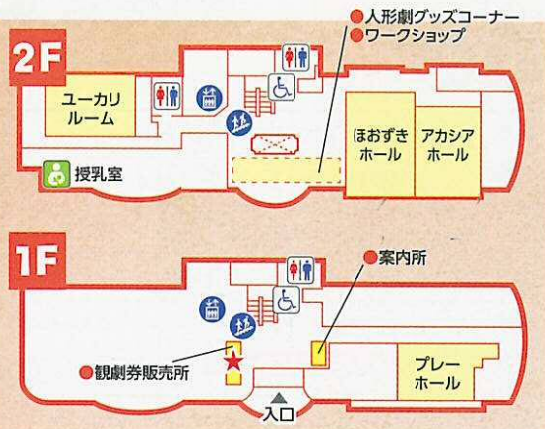 ●人形劇グッズコーナー
●ワークショップ
2F
ユーカリ
ルーム
ほおずき
ホール
アカシア
ホール
授乳室
1F
●案内所
●観劇券販売所
プレー
ホール
入口